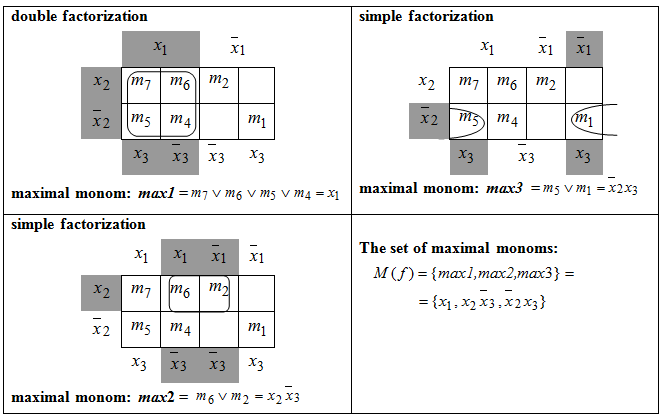 double factorization
x₁ x̄₁
x₂ m₇ m₆ m₂
x̄₂ m₅ m₄ m₁
x₃ x̄₃ x̄₃ x₃
maximal monom: max1 = m₇ ∨ m₆ ∨ m₅ ∨ m₄ = x₁
simple factorization
x₁ x̄₁ x̄₁
x₂ m₇ m₆ m₂
x̄₂ m₅ m₄ m₁
x₃ x̄₃ x₃
maximal monom: max3 = m₅ ∨ m₁ = x̄2x₃
simple factorization
x₁ x₁ x̄₁ x̄₁
x₂ m₇ m₆ m₂
x̄₂ m₅ m₄ m₁
x₃ x̄₃ x̄₃ x₃
maximal monom: max2 = m₆ ∨ m₂ = x₂x̄₃
The set of maximal monoms:
M(f) = {max1,max2,max3} =
= {x₁, x₂x̄₃, x̄₂x₃}